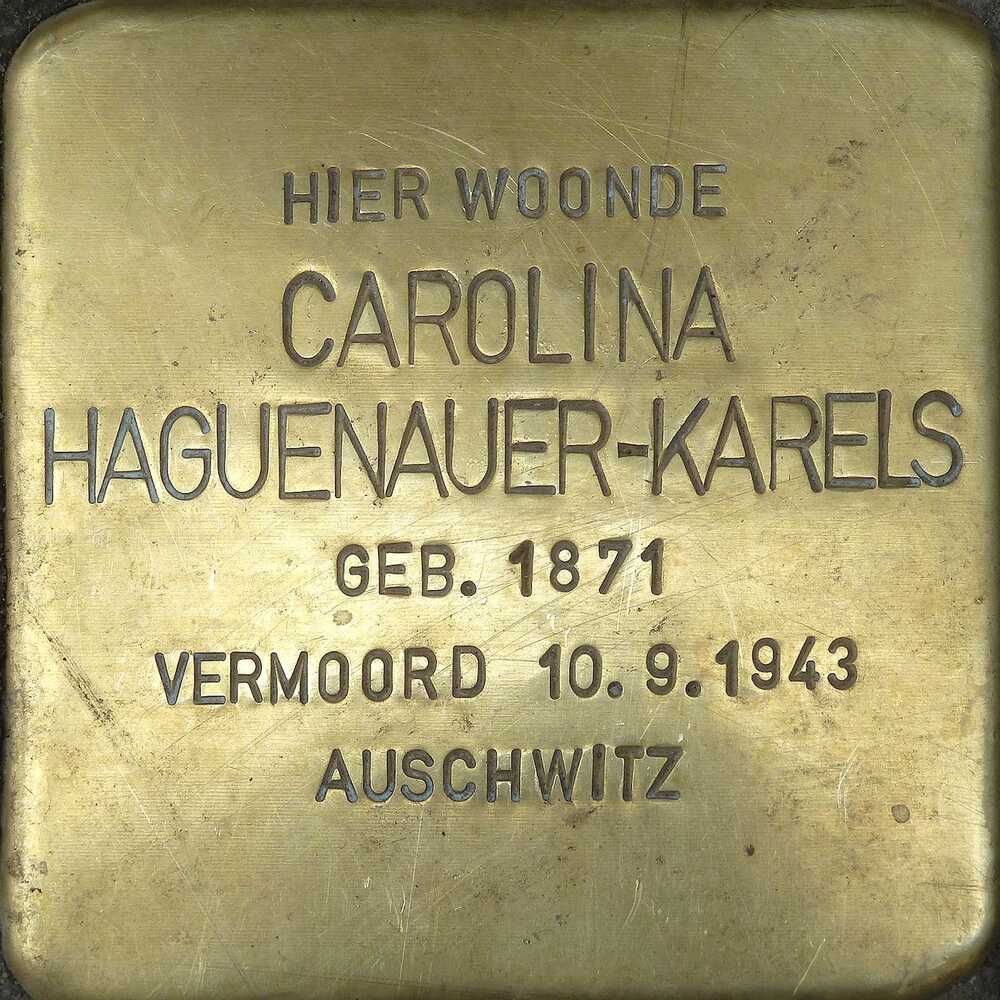 HIER WOONDE
CAROLINA
HAGUENAUER-KARELS
GEB. 1871
VERMOORD 10.9.1943
AUSCHWITZ